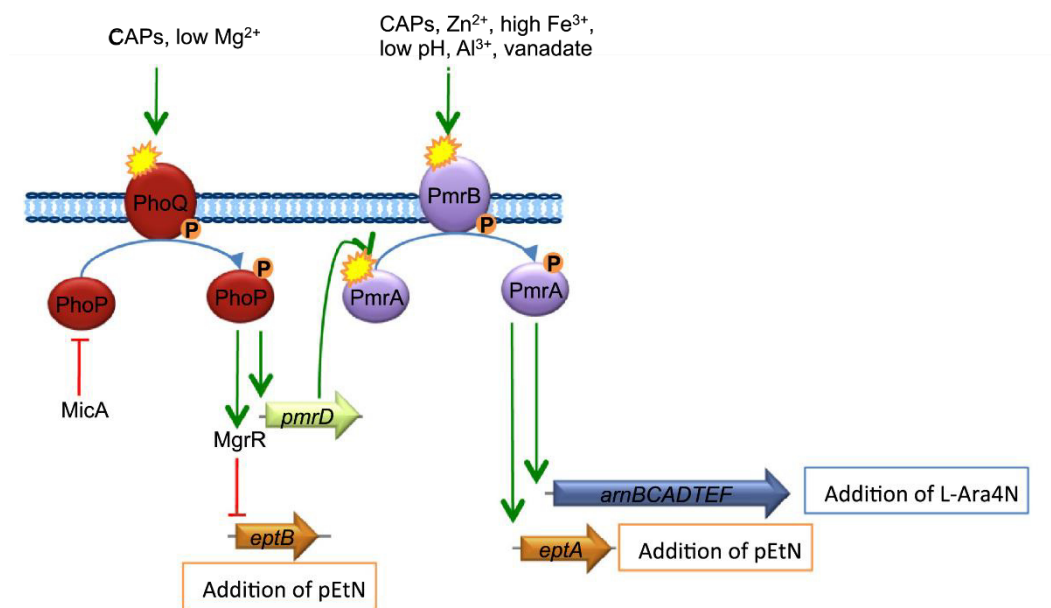 CAPs, low Mg²⁺
CAPs, Zn²⁺, high Fe³⁺,
low pH, Al³⁺, vanadate
PhoQ
P
PmrB
P
PhoP
PhoP
P
PmrA
PmrA
P
MicA
MgrR
pmrD
eptB
Addition of pEtN
arnBCADTEF
Addition of L-Ara4N
eptA
Addition of pEtN